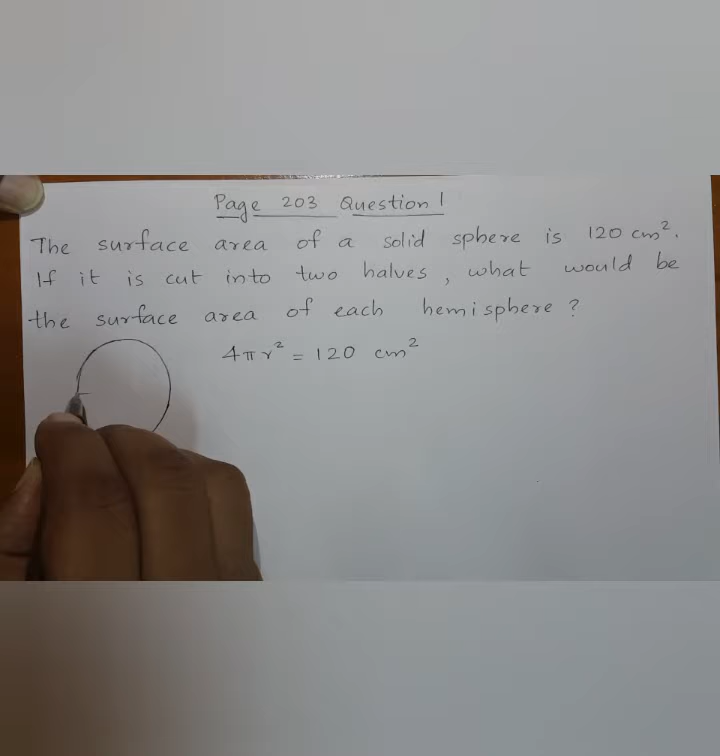 Page 203 Question 1
The surface area of a solid sphere is 120 cm².
If it is cut into two halves, what would be
the surface area of each hemisphere?
4πr² = 120 cm²